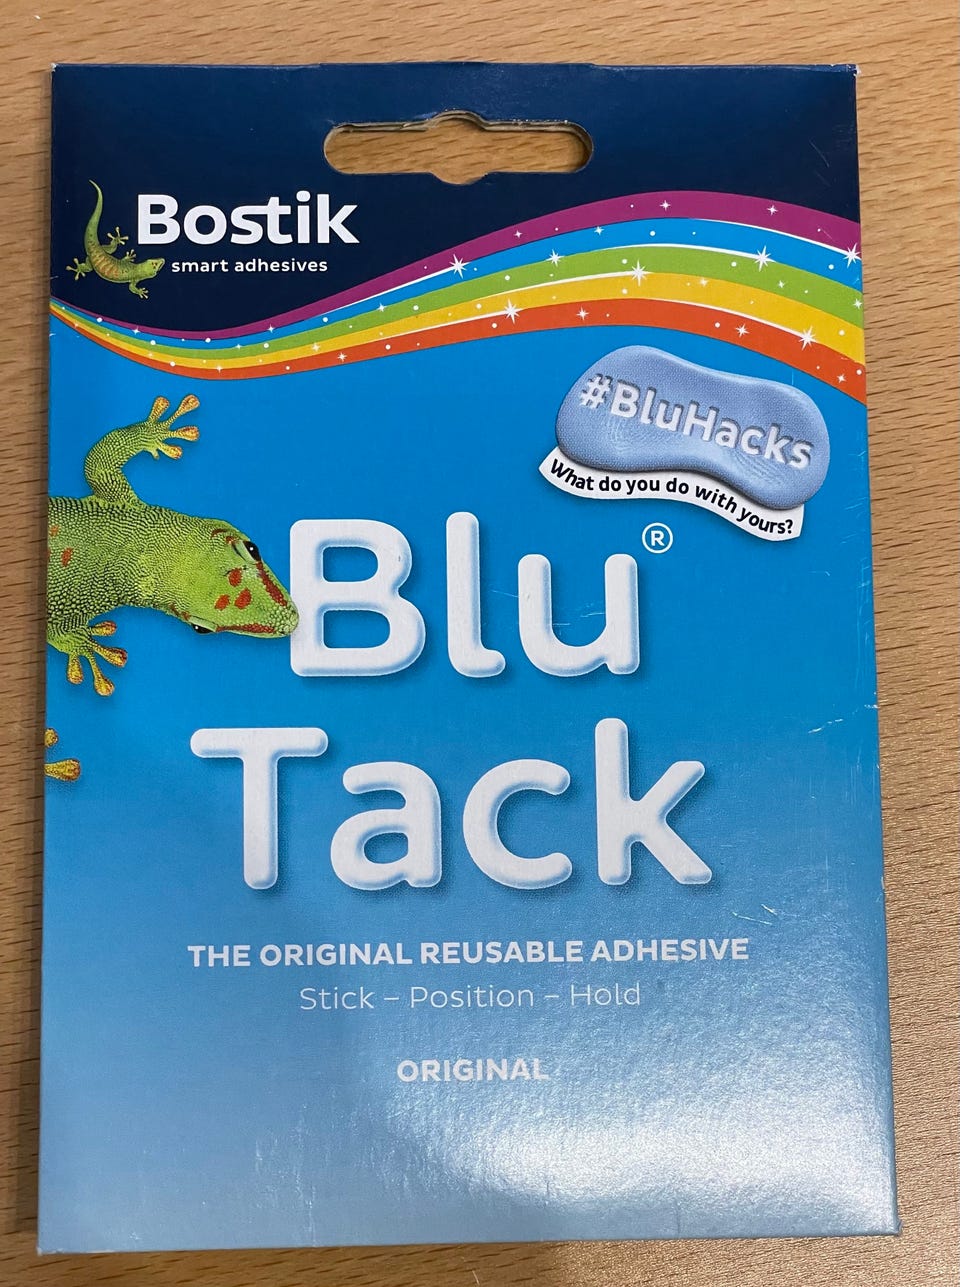 Bostik
smart adhesives
#BluHacks
What do you do with yours?
Blu®
Tack
THE ORIGINAL REUSABLE ADHESIVE
Stick – Position – Hold
ORIGINAL